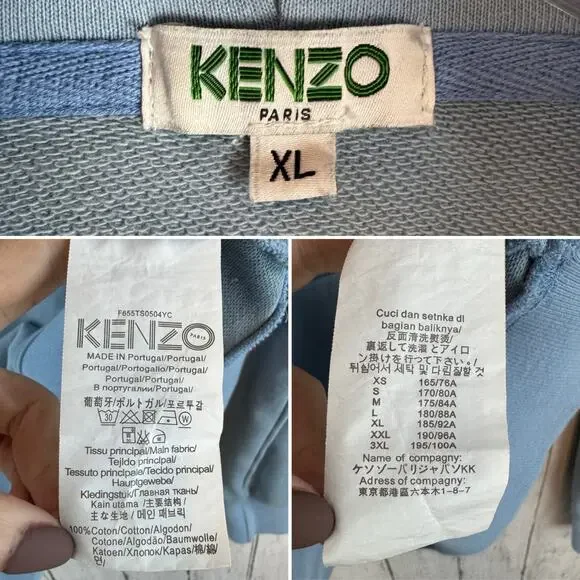 KENZO
PARIS
XL
F655TS0504YC
KENZO
PARIS
MADE IN Portugal/Portugal/
Portugal/Portogallo/Portugal/
Portugal/Portugal/Portugal/
В португалии/Portugal/
葡萄牙/ポルトガル/포르투갈
30
Tissu principal/Main fabric/
Tejido principal/
Tessuto principale/Tecido principal/
Hauptgewebe/
Kledingstuk/Главная ткань/
Kain utama /主要结构/
主な生地/메인 패브릭
100%Coton/Cotton/Algodon/
Cotone/Algodão/Baumwolle/
Katoen/Хлопок/Kapas/棉/綿/
Cuci dan setnka di
bagian baliknya/
反面清洗熨烫/
裏返して洗濯とアイロ
ン掛けを行って下さい/
뒤집어서 세탁 및 다림질할것
XS 165/76A
S 170/80A
M 175/84A
L 180/88A
XL 185/92A
XXL 190/96A
3XL 195/100A
Name of compagny:
ケンゾーパリジャパンKK
Adress of compagny:
東京都港區六本木1-8-7